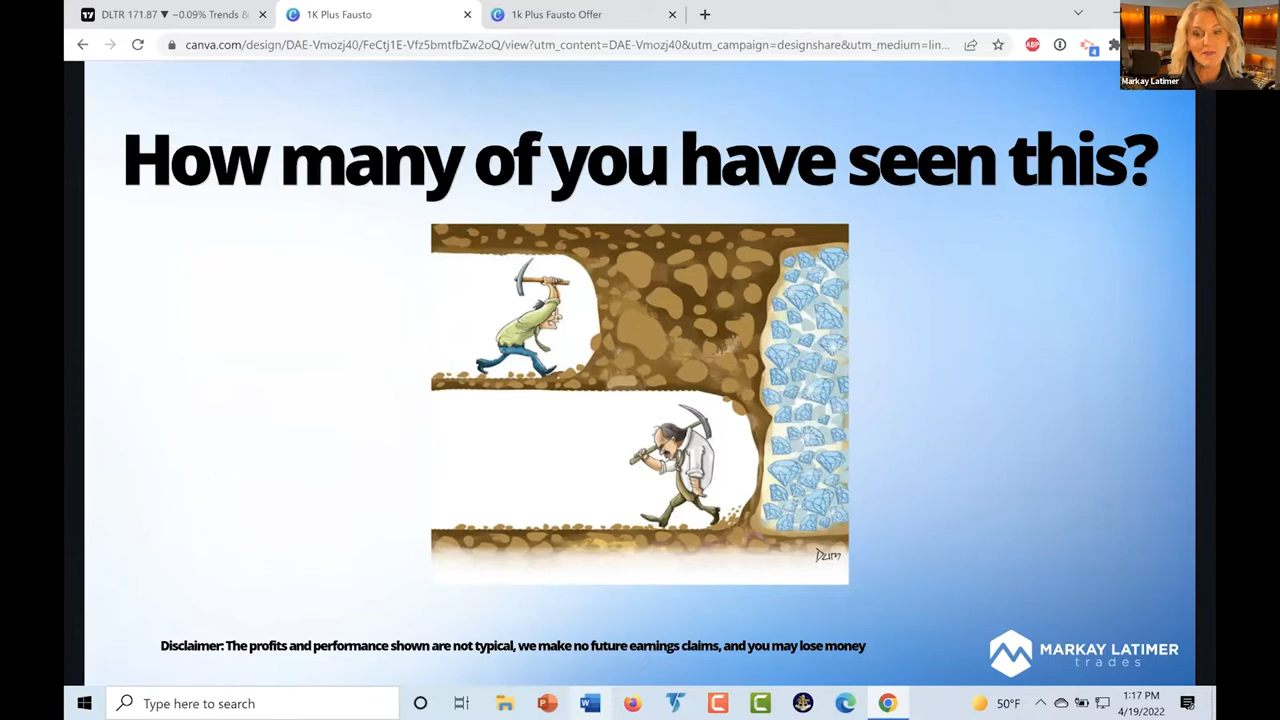 DLTR 171.87 ▼ −0.09% Trends &
1K Plus Fausto
1k Plus Fausto Offer
canva.com/design/DAE-Vmozj40/FeCtj1E-Vfz5bmtfbZw2oQ/view?utm_content=DAE-Vmozj40&utm_campaign=designshare&utm_medium=lin...
ABP
4
Markay Latimer
How many of you have seen this?
Dzim
Disclaimer: The profits and performance shown are not typical, we make no future earnings claims, and you may lose money
MARKAY LATIMER
trades
Type here to search
50°F
1:17 PM
4/19/2022